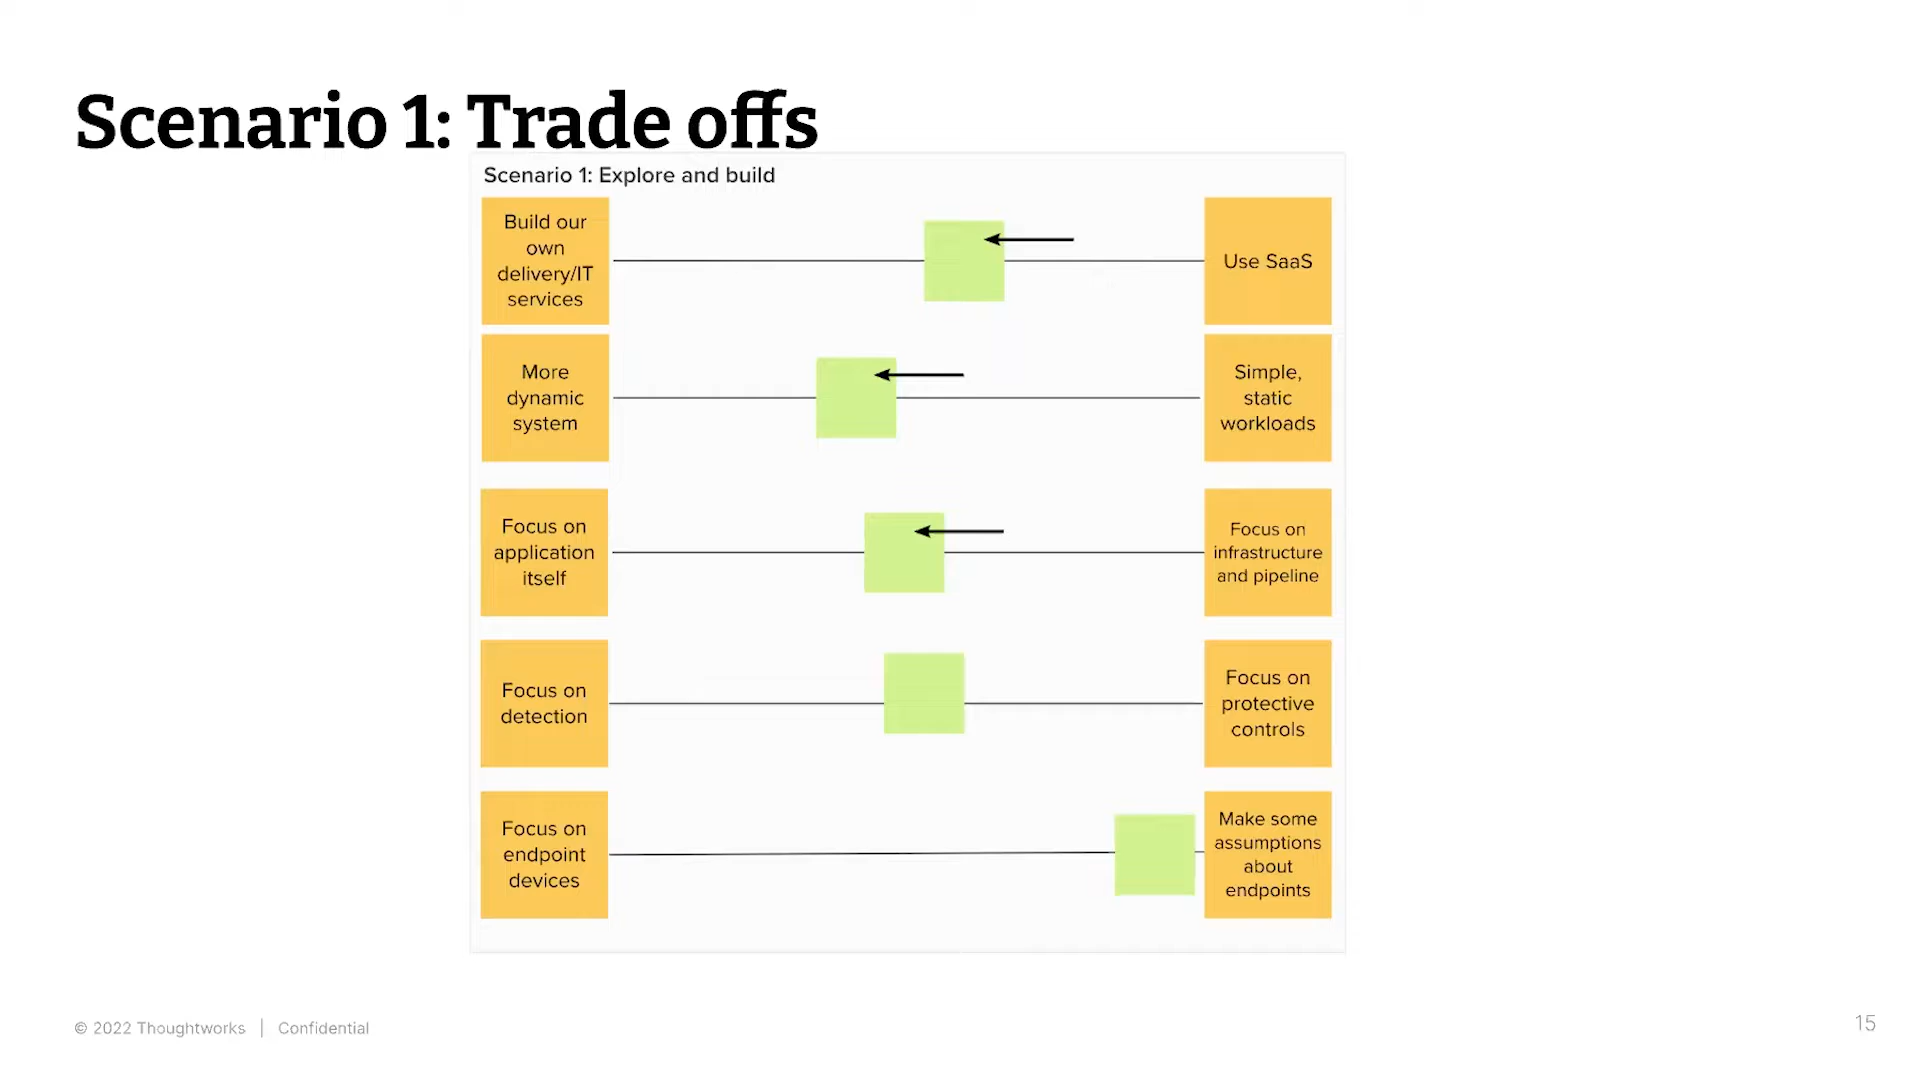 Scenario 1: Trade offs
Scenario 1: Explore and build
Build our
own
delivery/IT
services
Use SaaS
More
dynamic
system
Simple,
static
workloads
Focus on
application
itself
Focus on
infrastructure
and pipeline
Focus on
detection
Focus on
protective
controls
Focus on
endpoint
devices
Make some
assumptions
about
endpoints
© 2022 Thoughtworks | Confidential
15